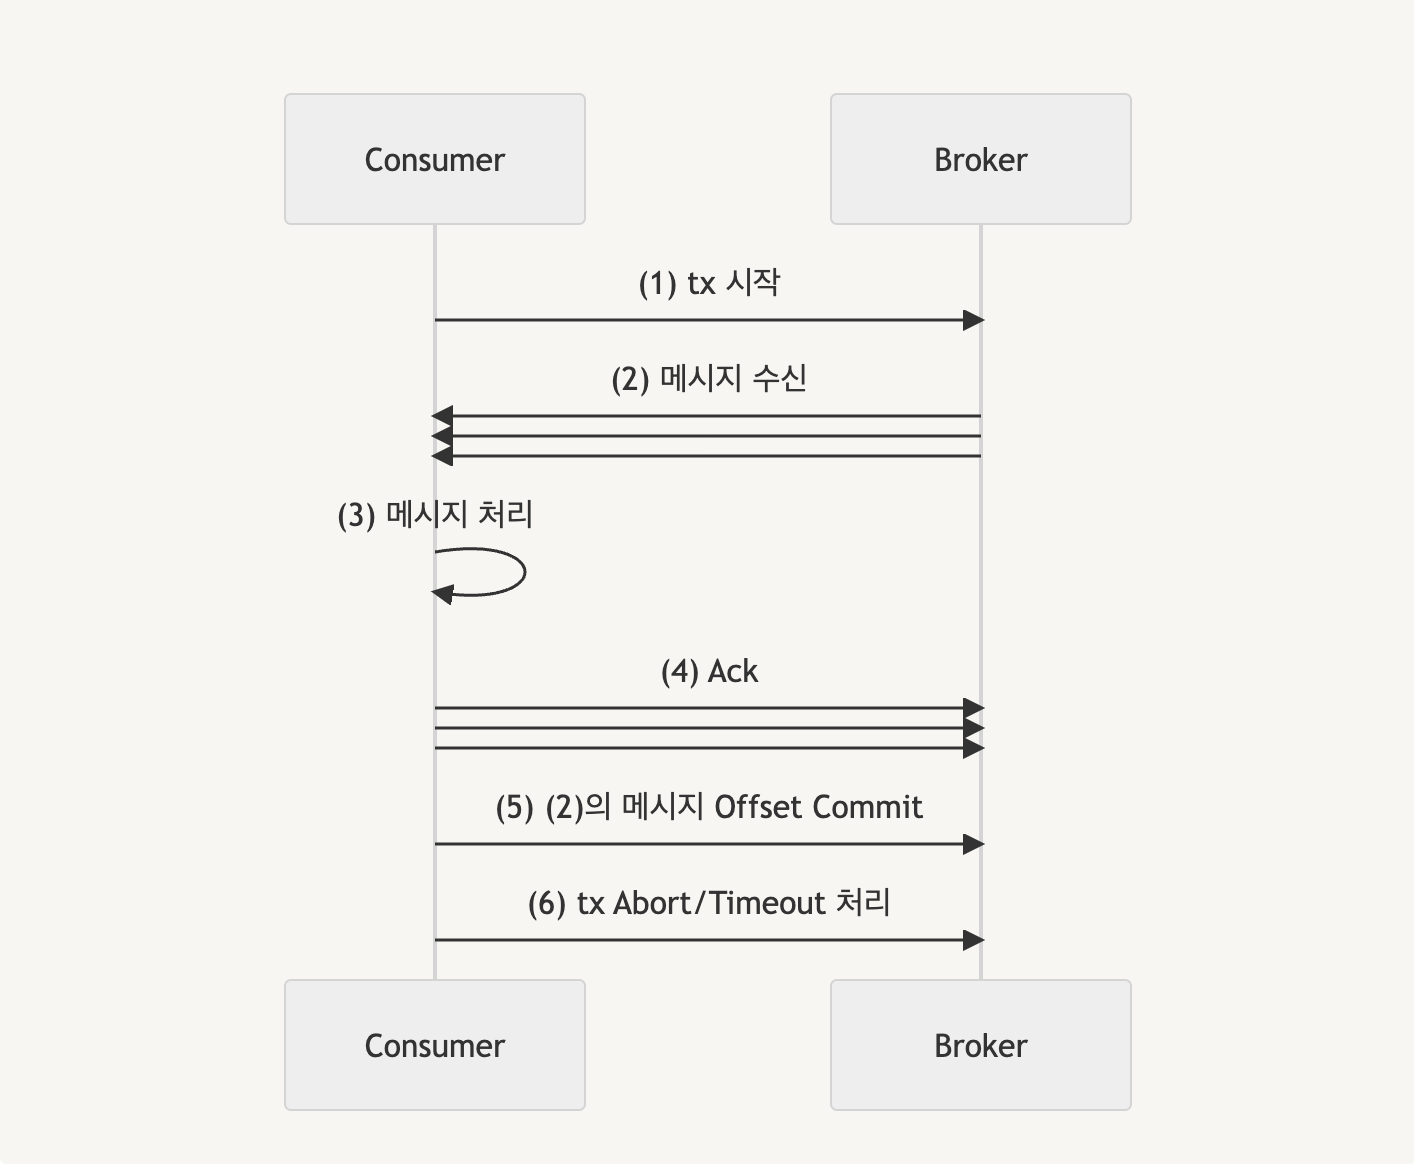 Consumer
Broker
(1) tx 시작
(2) 메시지 수신
(3) 메시지 처리
(4) Ack
(5) (2)의 메시지 Offset Commit
(6) tx Abort/Timeout 처리
Consumer
Broker